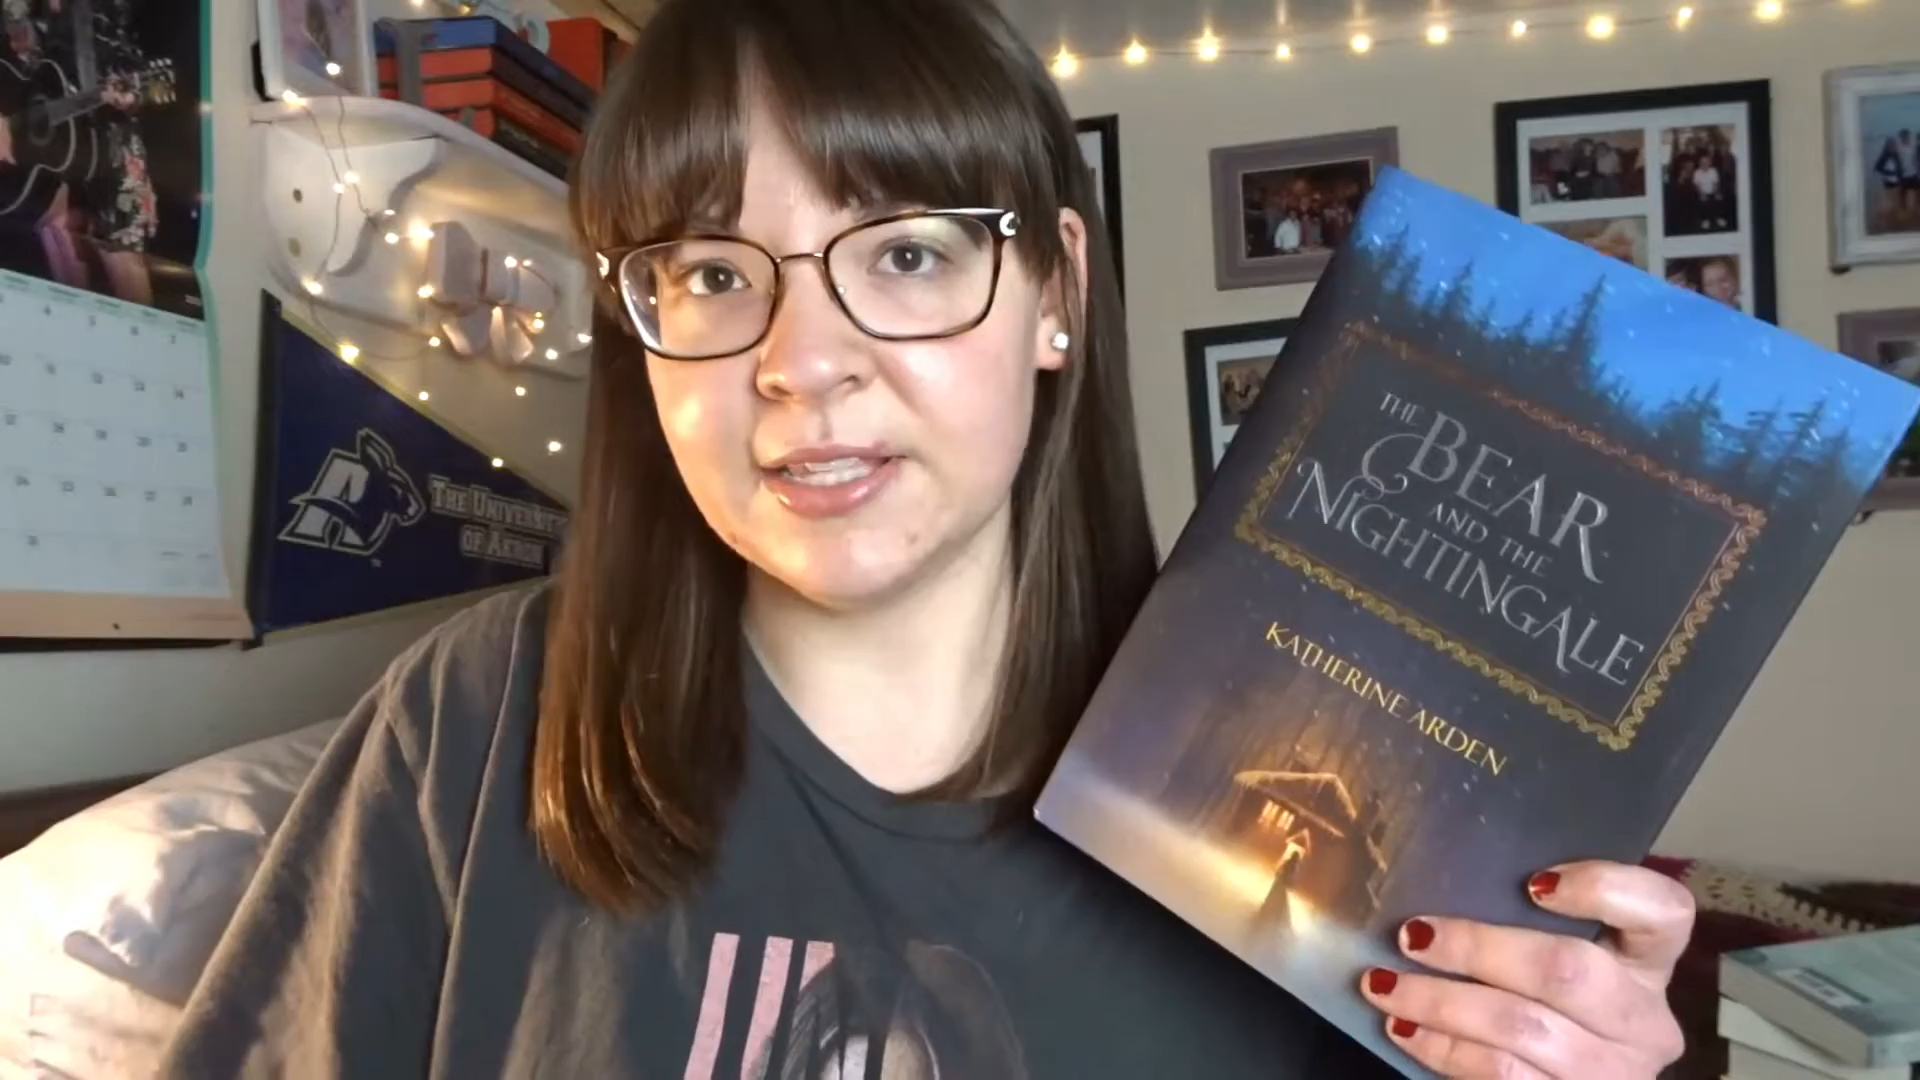 THE UNIVERSITY
OF AKRON
THE
BEAR
AND THE
NIGHTINGALE
KATHERINE ARDEN